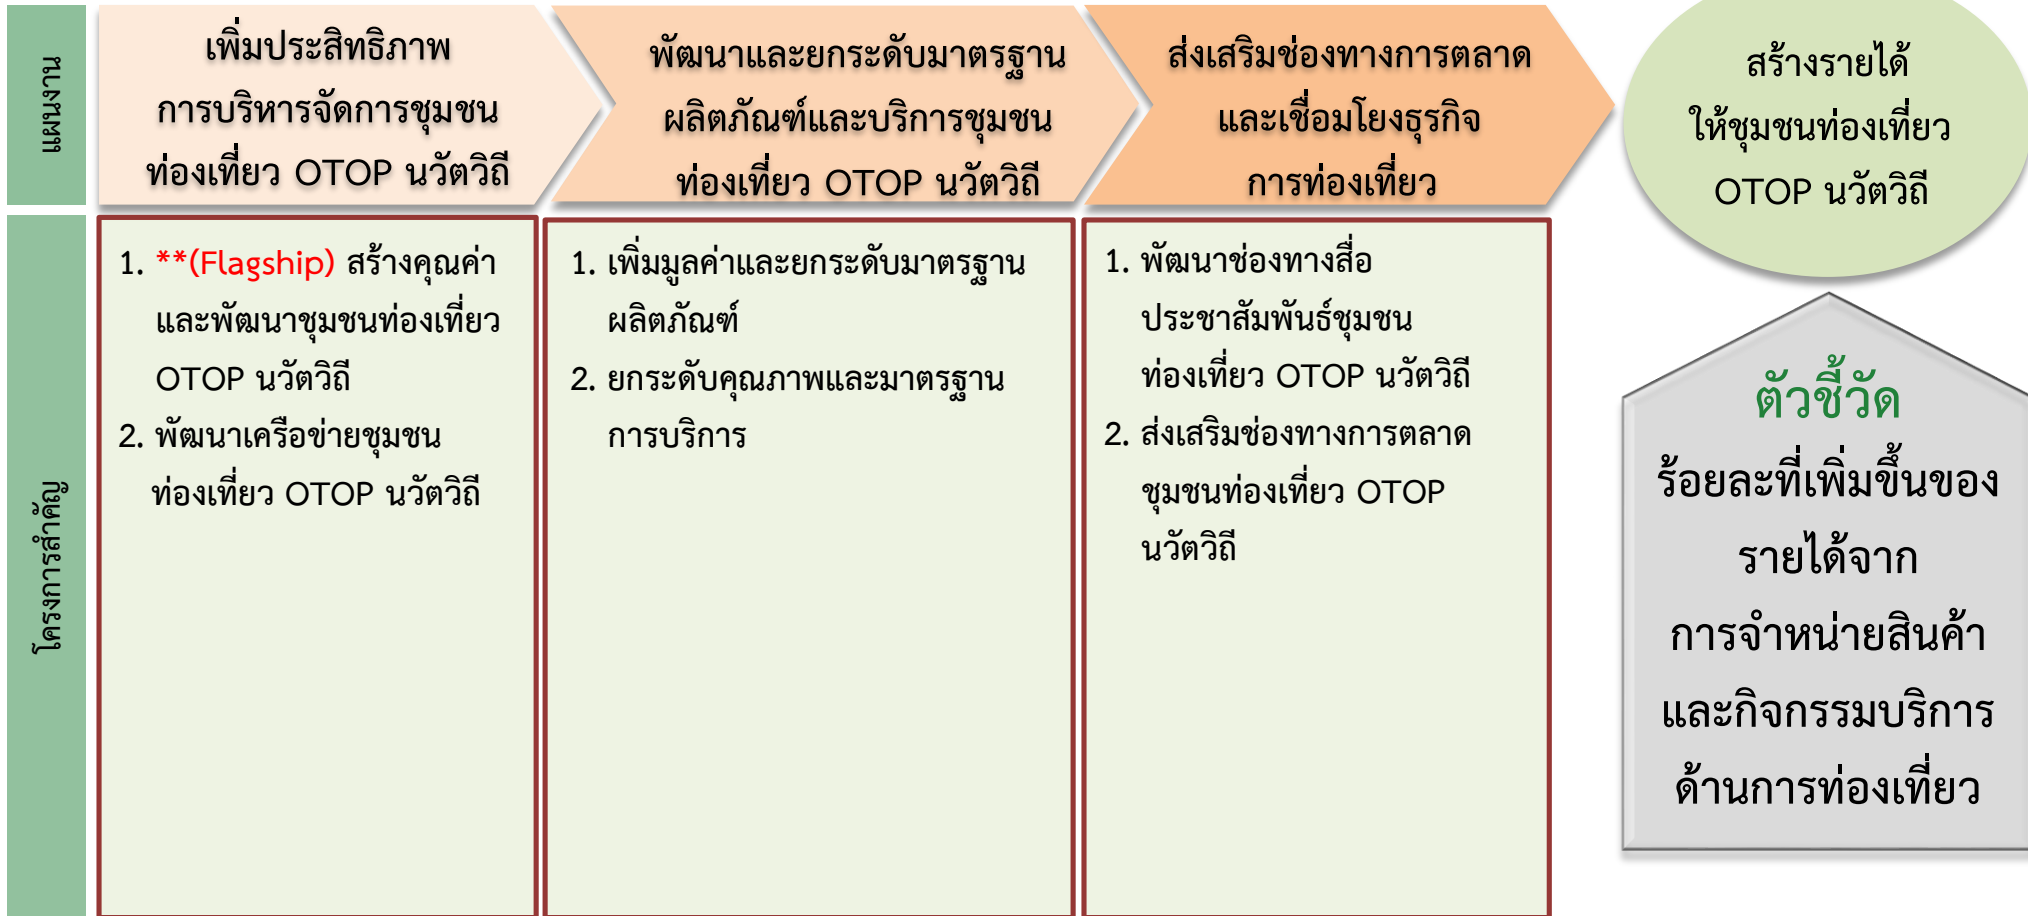 แผนงาน
เพิ่มประสิทธิภาพ
การบริหารจัดการชุมชน
ท่องเที่ยว OTOP นวัตวิถี
พัฒนาและยกระดับมาตรฐาน
ผลิตภัณฑ์และบริการชุมชน
ท่องเที่ยว OTOP นวัตวิถี
ส่งเสริมช่องทางการตลาด
และเชื่อมโยงธุรกิจ
การท่องเที่ยว
สร้างรายได้
ให้ชุมชนท่องเที่ยว
OTOP นวัตวิถี
โครงการสำคัญ
1. **(Flagship) สร้างคุณค่า
และพัฒนาชุมชนท่องเที่ยว
OTOP นวัตวิถี
2. พัฒนาเครือข่ายชุมชน
ท่องเที่ยว OTOP นวัตวิถี
1. เพิ่มมูลค่าและยกระดับมาตรฐาน
ผลิตภัณฑ์
2. ยกระดับคุณภาพและมาตรฐาน
การบริการ
1. พัฒนาช่องทางสื่อ
ประชาสัมพันธ์ชุมชน
ท่องเที่ยว OTOP นวัตวิถี
2. ส่งเสริมช่องทางการตลาด
ชุมชนท่องเที่ยว OTOP
นวัตวิถี
ตัวชี้วัด
ร้อยละที่เพิ่มขึ้นของ
รายได้จาก
การจำหน่ายสินค้า
และกิจกรรมบริการ
ด้านการท่องเที่ยว